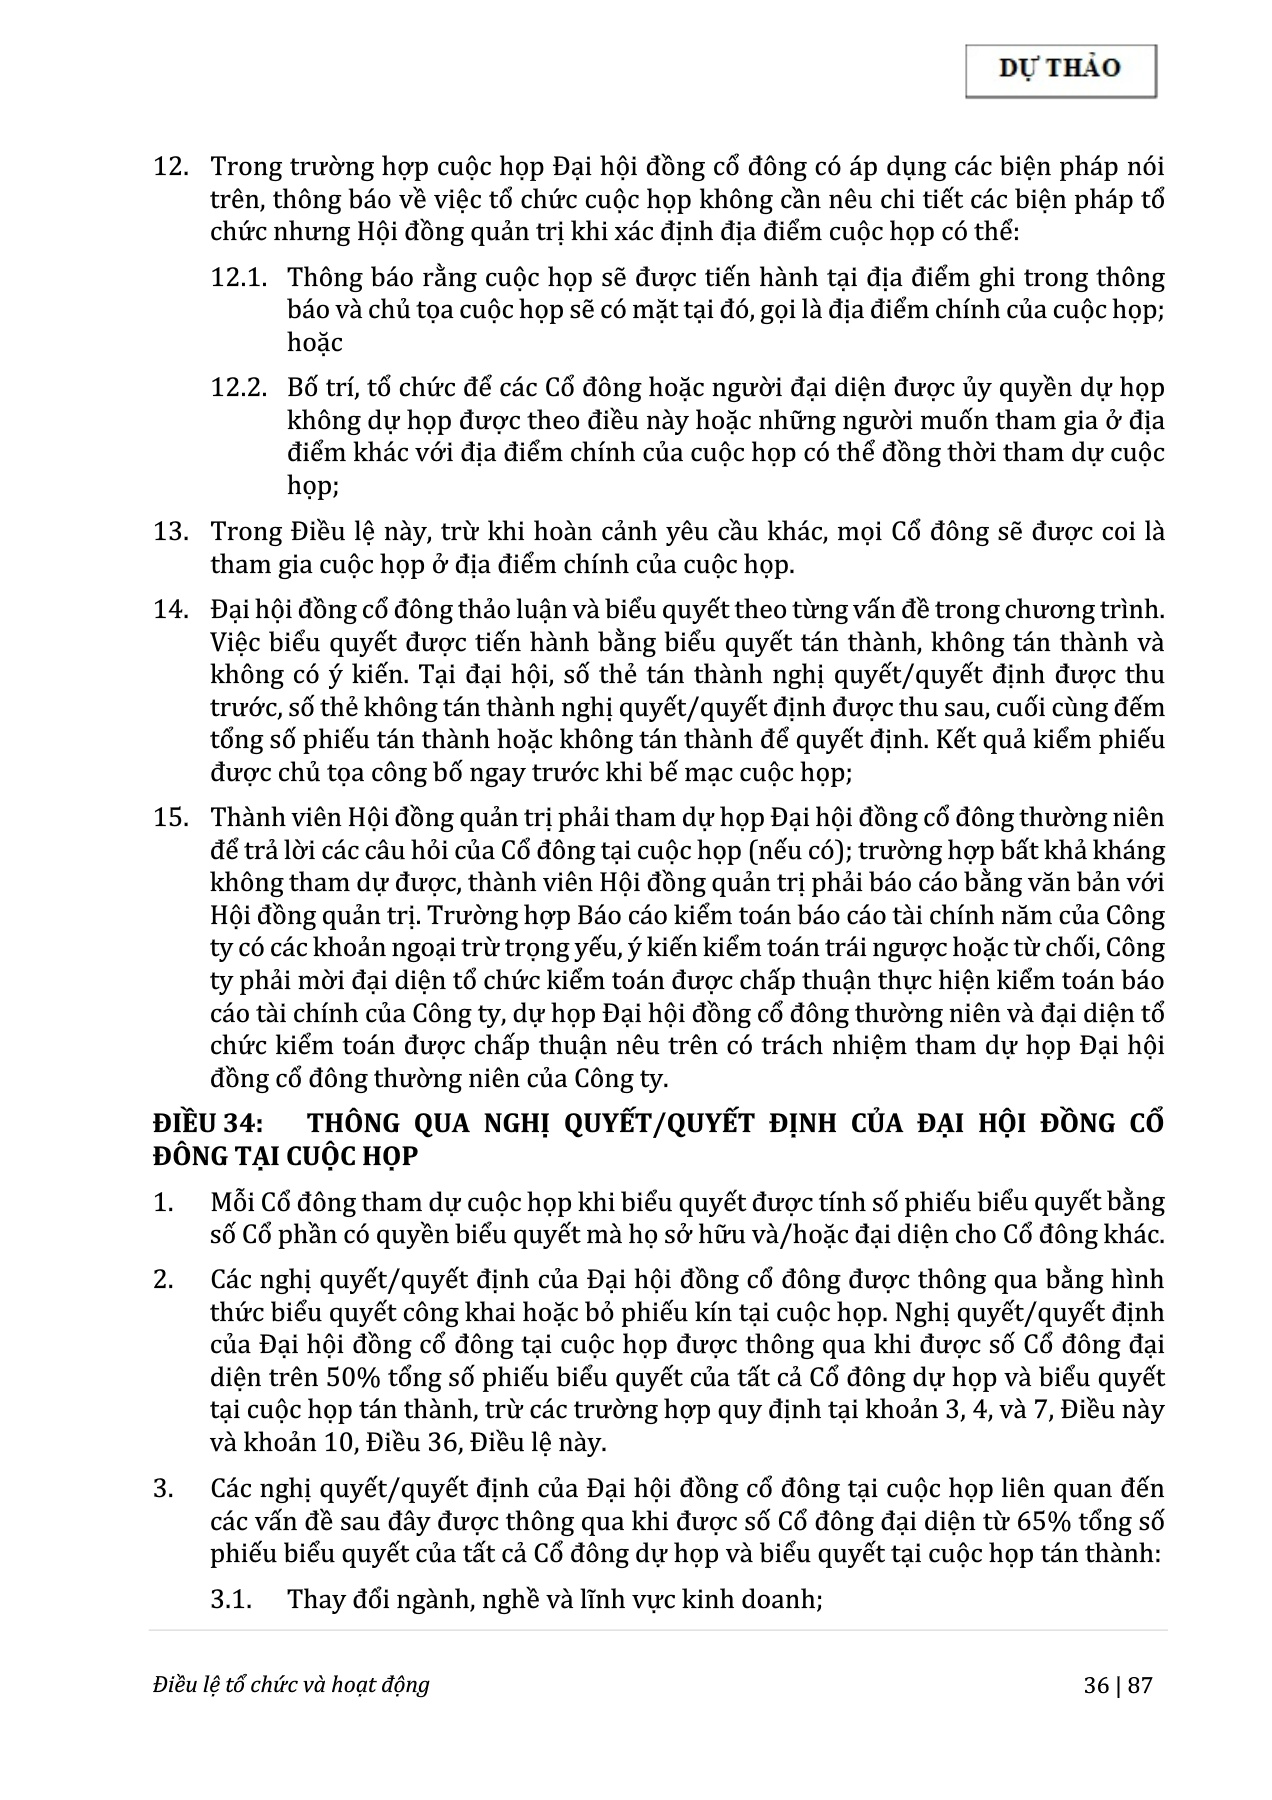 DỰ THẢO
12. Trong trường hợp cuộc họp Đại hội đồng cổ đông có áp dụng các biện pháp nói
trên, thông báo về việc tổ chức cuộc họp không cần nêu chi tiết các biện pháp tổ
chức nhưng Hội đồng quản trị khi xác định địa điểm cuộc họp có thể:
12.1. Thông báo rằng cuộc họp sẽ được tiến hành tại địa điểm ghi trong thông
báo và chủ tọa cuộc họp sẽ có mặt tại đó, gọi là địa điểm chính của cuộc họp;
hoặc
12.2. Bố trí, tổ chức để các Cổ đông hoặc người đại diện được ủy quyền dự họp
không dự họp được theo điều này hoặc những người muốn tham gia ở địa
điểm khác với địa điểm chính của cuộc họp có thể đồng thời tham dự cuộc
họp;
13. Trong Điều lệ này, trừ khi hoàn cảnh yêu cầu khác, mọi Cổ đông sẽ được coi là
tham gia cuộc họp ở địa điểm chính của cuộc họp.
14. Đại hội đồng cổ đông thảo luận và biểu quyết theo từng vấn đề trong chương trình.
Việc biểu quyết được tiến hành bằng biểu quyết tán thành, không tán thành và
không có ý kiến. Tại đại hội, số thẻ tán thành nghị quyết/quyết định được thu
trước, số thẻ không tán thành nghị quyết/quyết định được thu sau, cuối cùng đếm
tổng số phiếu tán thành hoặc không tán thành để quyết định. Kết quả kiểm phiếu
được chủ tọa công bố ngay trước khi bế mạc cuộc họp;
15. Thành viên Hội đồng quản trị phải tham dự họp Đại hội đồng cổ đông thường niên
để trả lời các câu hỏi của Cổ đông tại cuộc họp (nếu có); trường hợp bất khả kháng
không tham dự được, thành viên Hội đồng quản trị phải báo cáo bằng văn bản với
Hội đồng quản trị. Trường hợp Báo cáo kiểm toán báo cáo tài chính năm của Công
ty có các khoản ngoại trừ trọng yếu, ý kiến kiểm toán trái ngược hoặc từ chối, Công
ty phải mời đại diện tổ chức kiểm toán được chấp thuận thực hiện kiểm toán báo
cáo tài chính của Công ty, dự họp Đại hội đồng cổ đông thường niên và đại diện tổ
chức kiểm toán được chấp thuận nêu trên có trách nhiệm tham dự họp Đại hội
đồng cổ đông thường niên của Công ty.
ĐIỀU 34: THÔNG QUA NGHỊ QUYẾT/QUYẾT ĐỊNH CỦA ĐẠI HỘI ĐỒNG CỔ
ĐÔNG TẠI CUỘC HỌP
1. Mỗi Cổ đông tham dự cuộc họp khi biểu quyết được tính số phiếu biểu quyết bằng
số Cổ phần có quyền biểu quyết mà họ sở hữu và/hoặc đại diện cho Cổ đông khác.
2. Các nghị quyết/quyết định của Đại hội đồng cổ đông được thông qua bằng hình
thức biểu quyết công khai hoặc bỏ phiếu kín tại cuộc họp. Nghị quyết/quyết định
của Đại hội đồng cổ đông tại cuộc họp được thông qua khi được số Cổ đông đại
diện trên 50% tổng số phiếu biểu quyết của tất cả Cổ đông dự họp và biểu quyết
tại cuộc họp tán thành, trừ các trường hợp quy định tại khoản 3, 4, và 7, Điều này
và khoản 10, Điều 36, Điều lệ này.
3. Các nghị quyết/quyết định của Đại hội đồng cổ đông tại cuộc họp liên quan đến
các vấn đề sau đây được thông qua khi được số Cổ đông đại diện từ 65% tổng số
phiếu biểu quyết của tất cả Cổ đông dự họp và biểu quyết tại cuộc họp tán thành:
3.1. Thay đổi ngành, nghề và lĩnh vực kinh doanh;
Điều lệ tổ chức và hoạt động
36 | 87